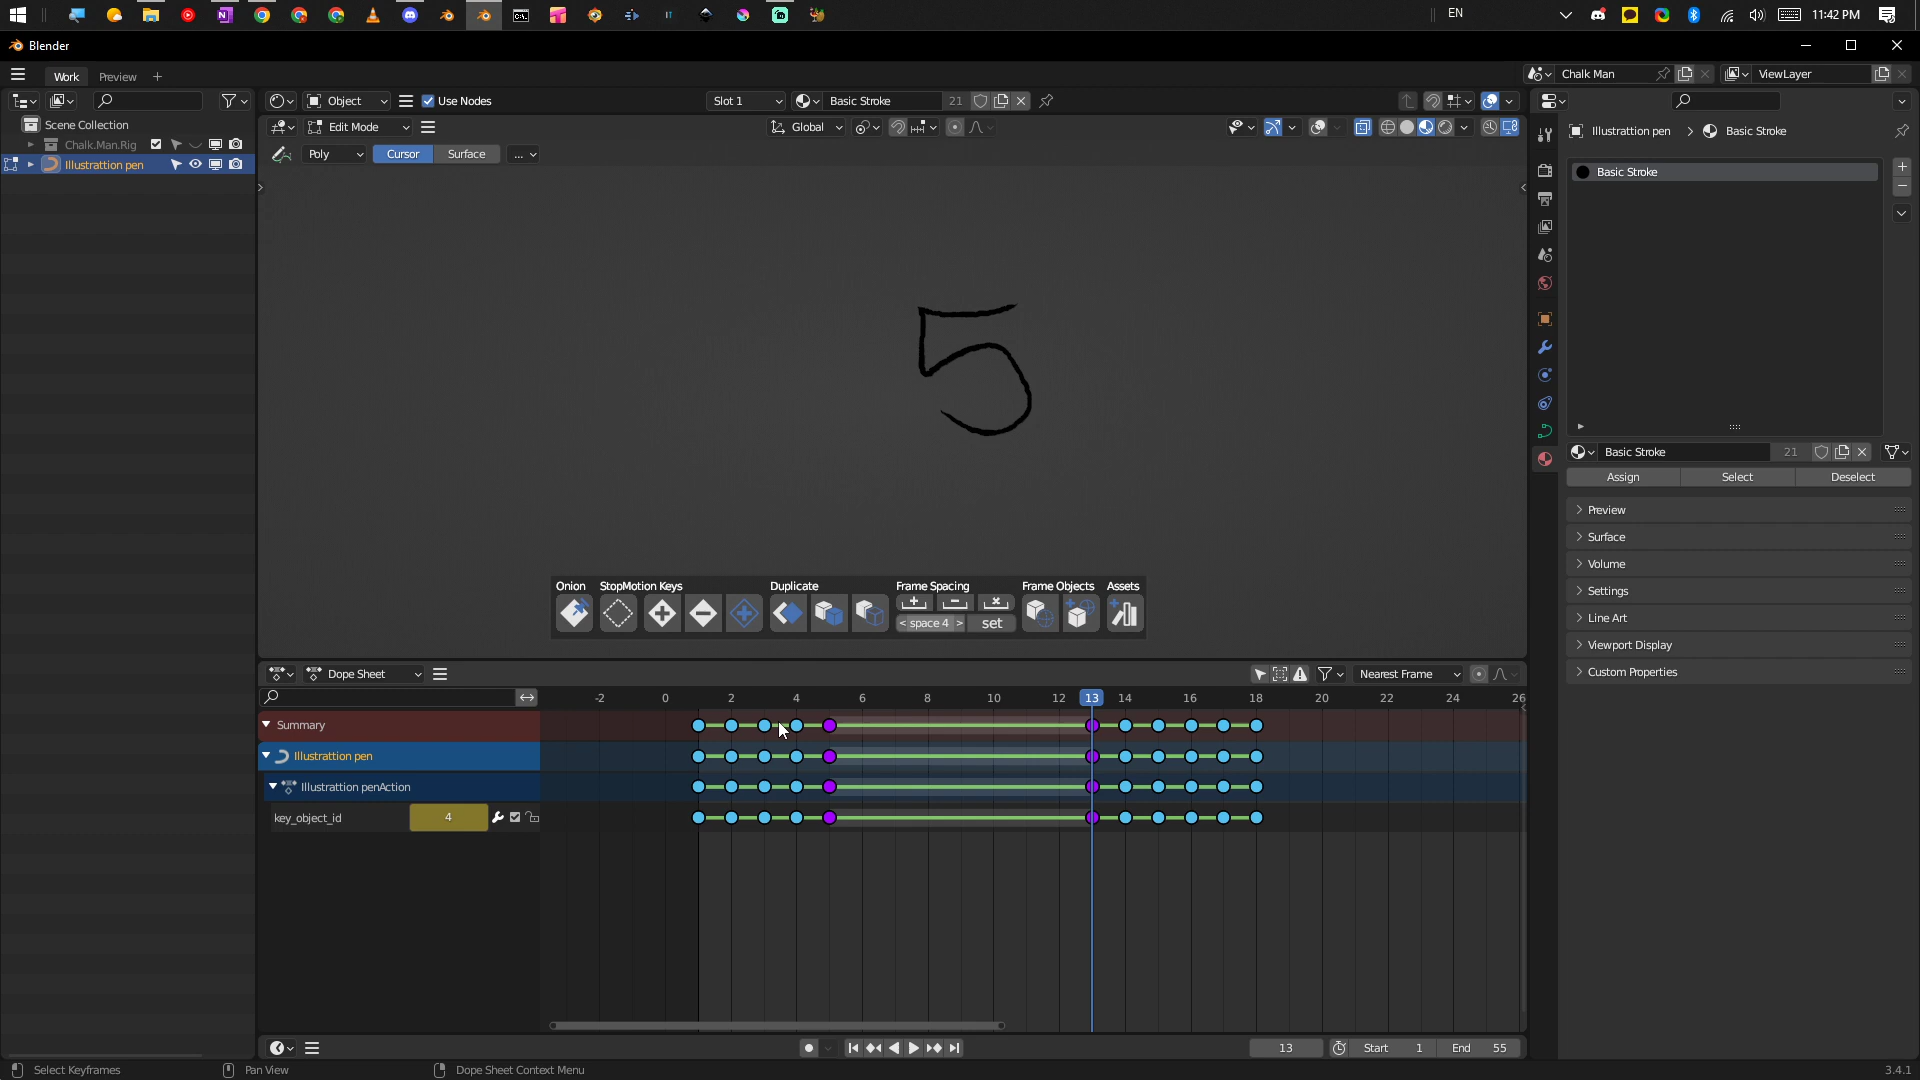 EN
11:42 PM
Blender
Work Preview +
Chalk Man
ViewLayer
Object
Use Nodes
Slot 1
Basic Stroke
21
Scene Collection
Chalk.Man.Rig
Illustrattion pen
Edit Mode
Global
Illustrattion pen
Basic Stroke
Poly
Cursor
Surface
...
Basic Stroke
5
Basic Stroke
21
Assign
Select
Deselect
Preview
Surface
Volume
Settings
Line Art
Viewport Display
Custom Properties
Onion
StopMotion Keys
Duplicate
Frame Spacing
Frame Objects
Assets
< space 4 >
set
Dope Sheet
Nearest Frame
-2 0 2 4 6 8 10 12 13 14 16 18 20 22 24 26
Summary
Illustrattion pen
Illustrattion penAction
key_object_id
4
13
Start 1
End 55
Select Keyframes
Pan View
Dope Sheet Context Menu
3.4.1